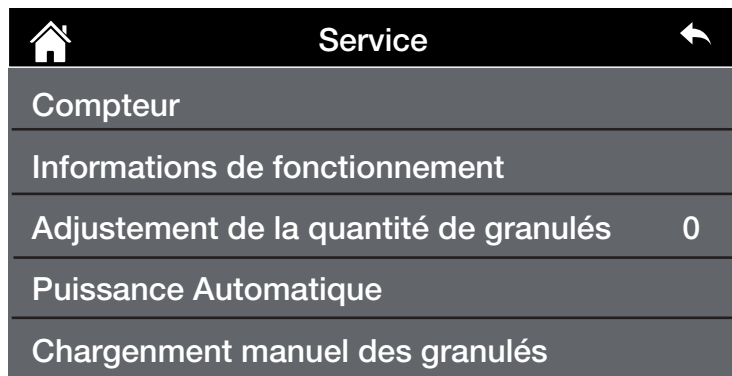 Service
Compteur
Informations de fonctionnement
Adjustement de la quantité de granulés 0
Puissance Automatique
Chargenment manuel des granulés